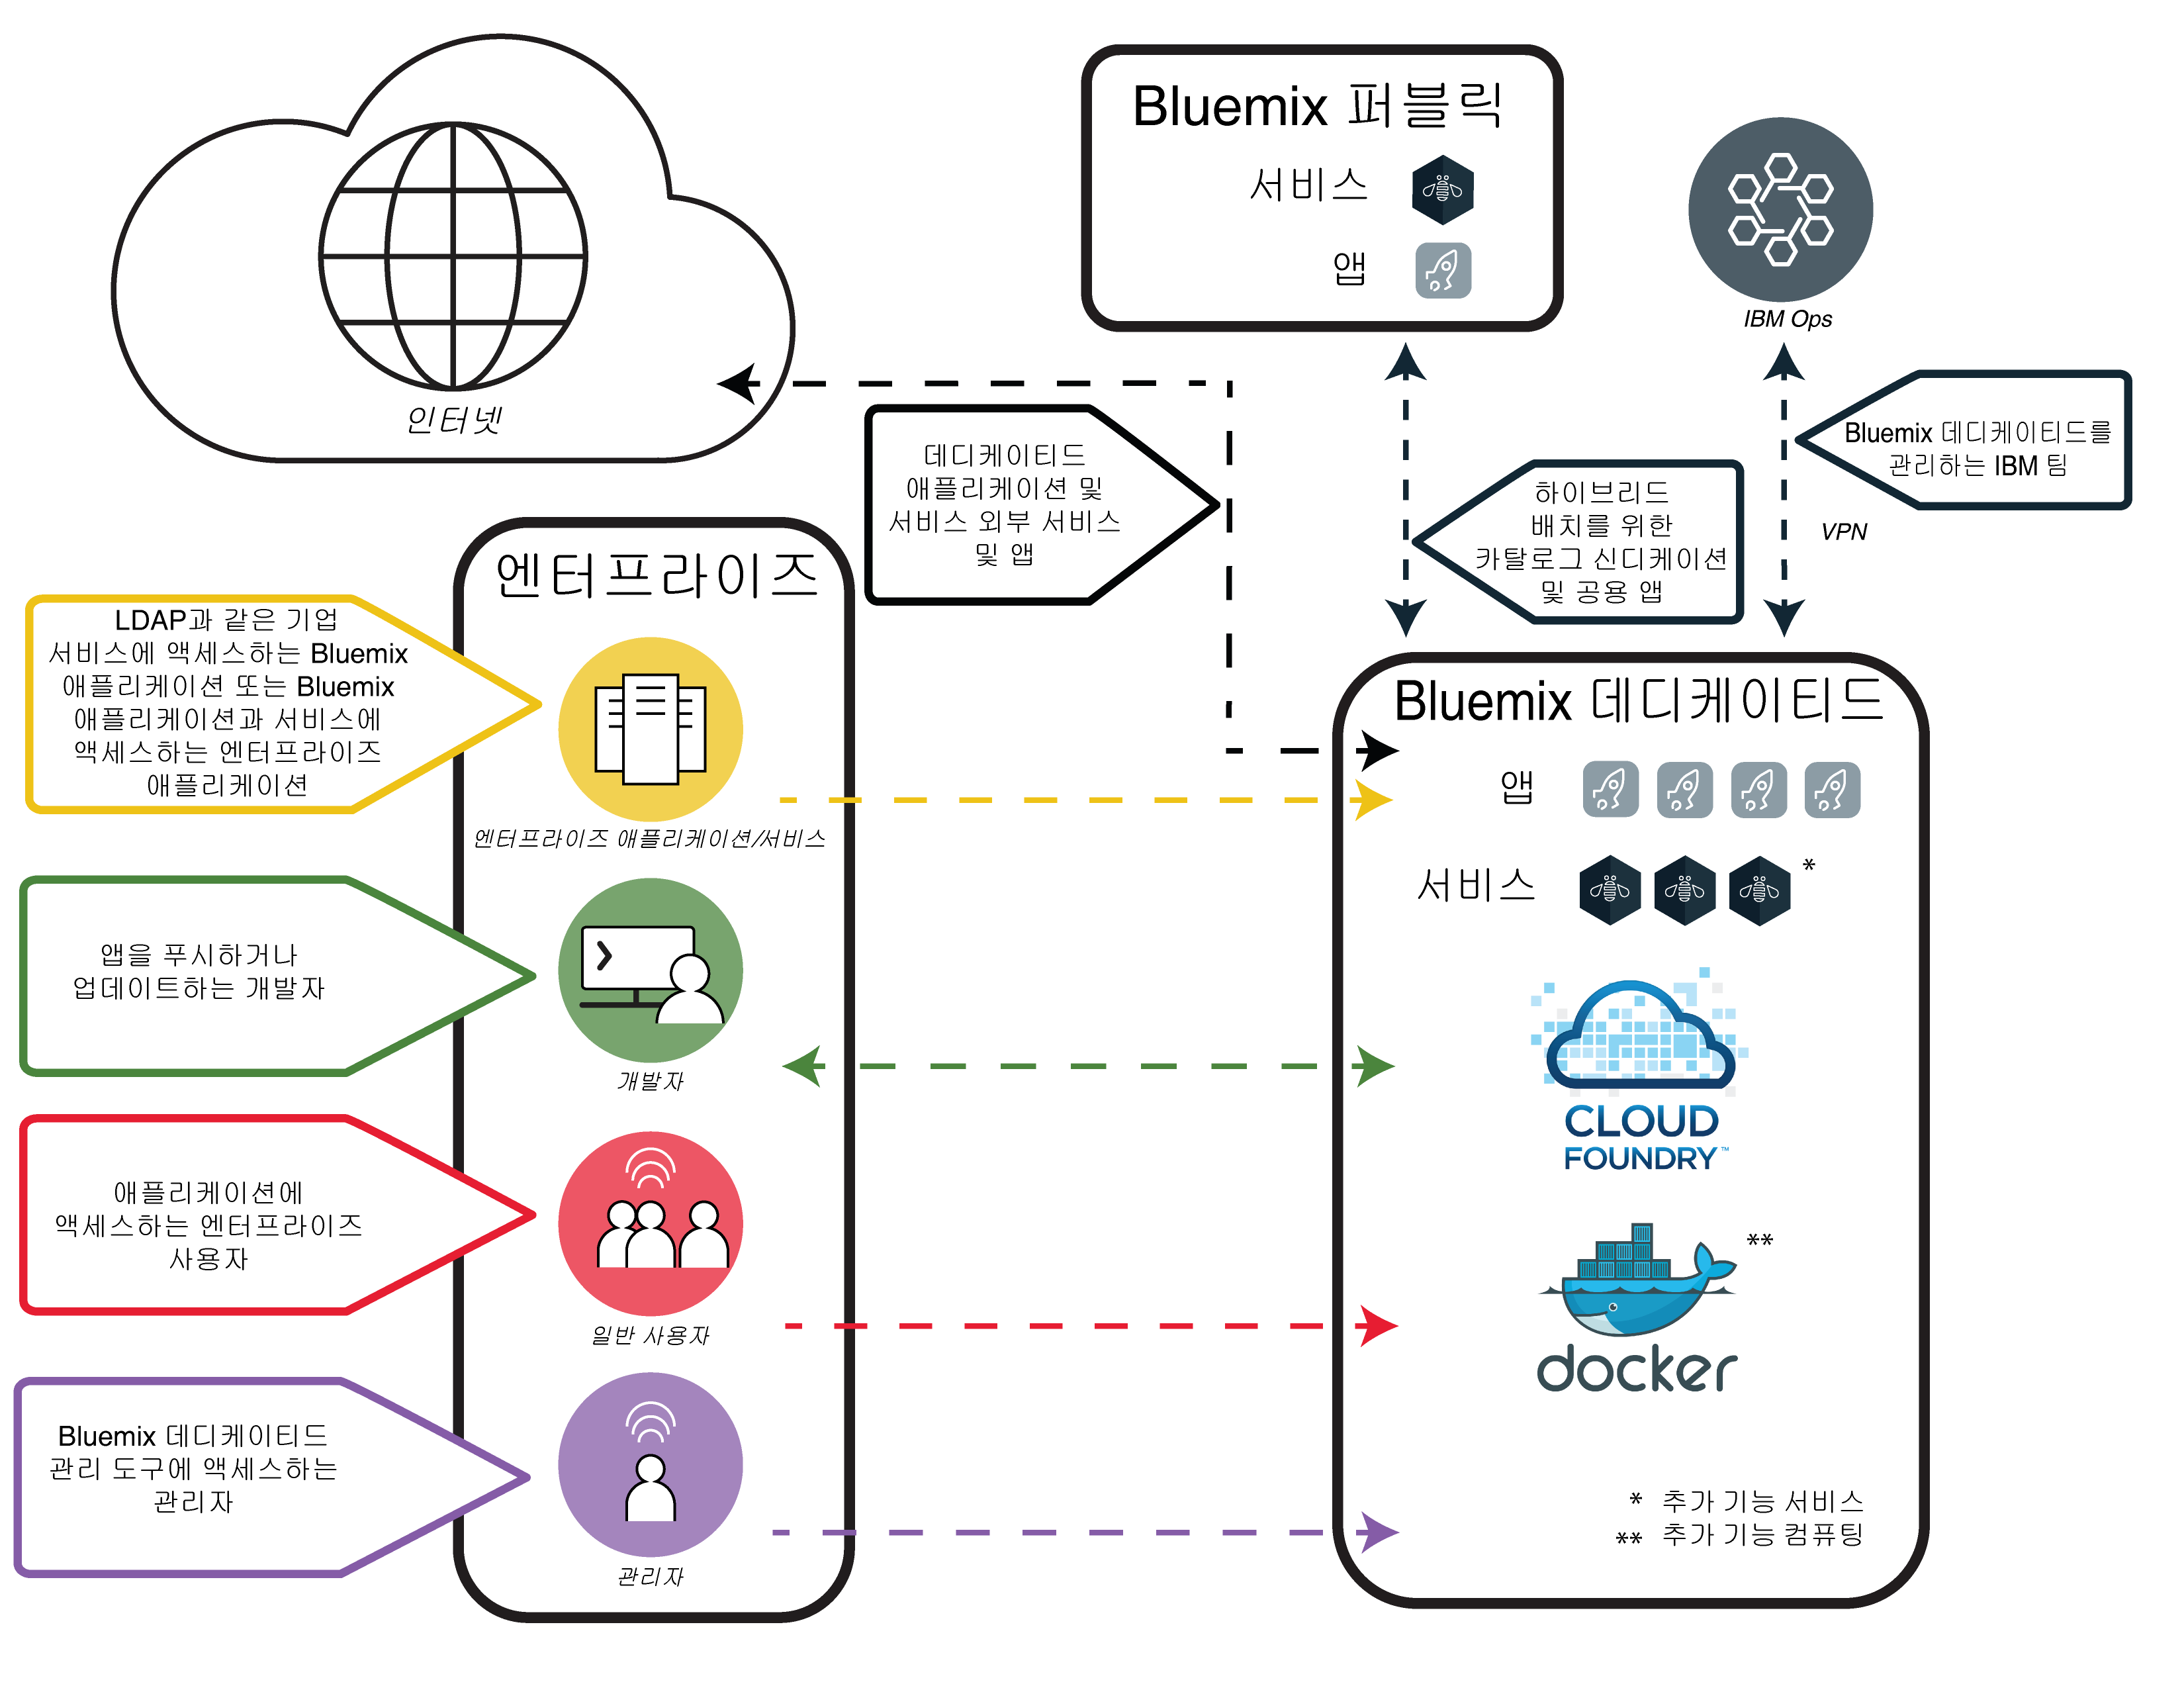 인터넷
Bluemix 퍼블릭
서비스
앱
IBM Ops
데디케이티드
애플리케이션 및
서비스 외부 서비스
및 앱
하이브리드
배치를 위한
카탈로그 신디케이션
및 공용 앱
Bluemix 데디케이티드를
관리하는 IBM 팀
VPN
엔터프라이즈
LDAP과 같은 기업
서비스에 액세스하는 Bluemix
애플리케이션 또는 Bluemix
애플리케이션과 서비스에
액세스하는 엔터프라이즈
애플리케이션
엔터프라이즈 애플리케이션/서비스
앱을 푸시하거나
업데이트하는 개발자
개발자
애플리케이션에
액세스하는 엔터프라이즈
사용자
일반 사용자
Bluemix 데디케이티드
관리 도구에 액세스하는
관리자
관리자
Bluemix 데디케이티드
앱
서비스 *
CLOUD
FOUNDRY™
**
docker
* 추가 기능 서비스
** 추가 기능 컴퓨팅